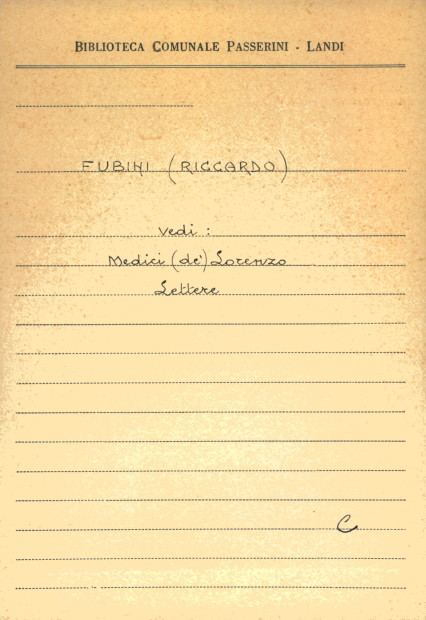 BIBLIOTECA COMUNALE PASSERINI - LANDI
FUBINI (RICCARDO)
Vedi :
Medici (de') Lorenzo
Lettere
C